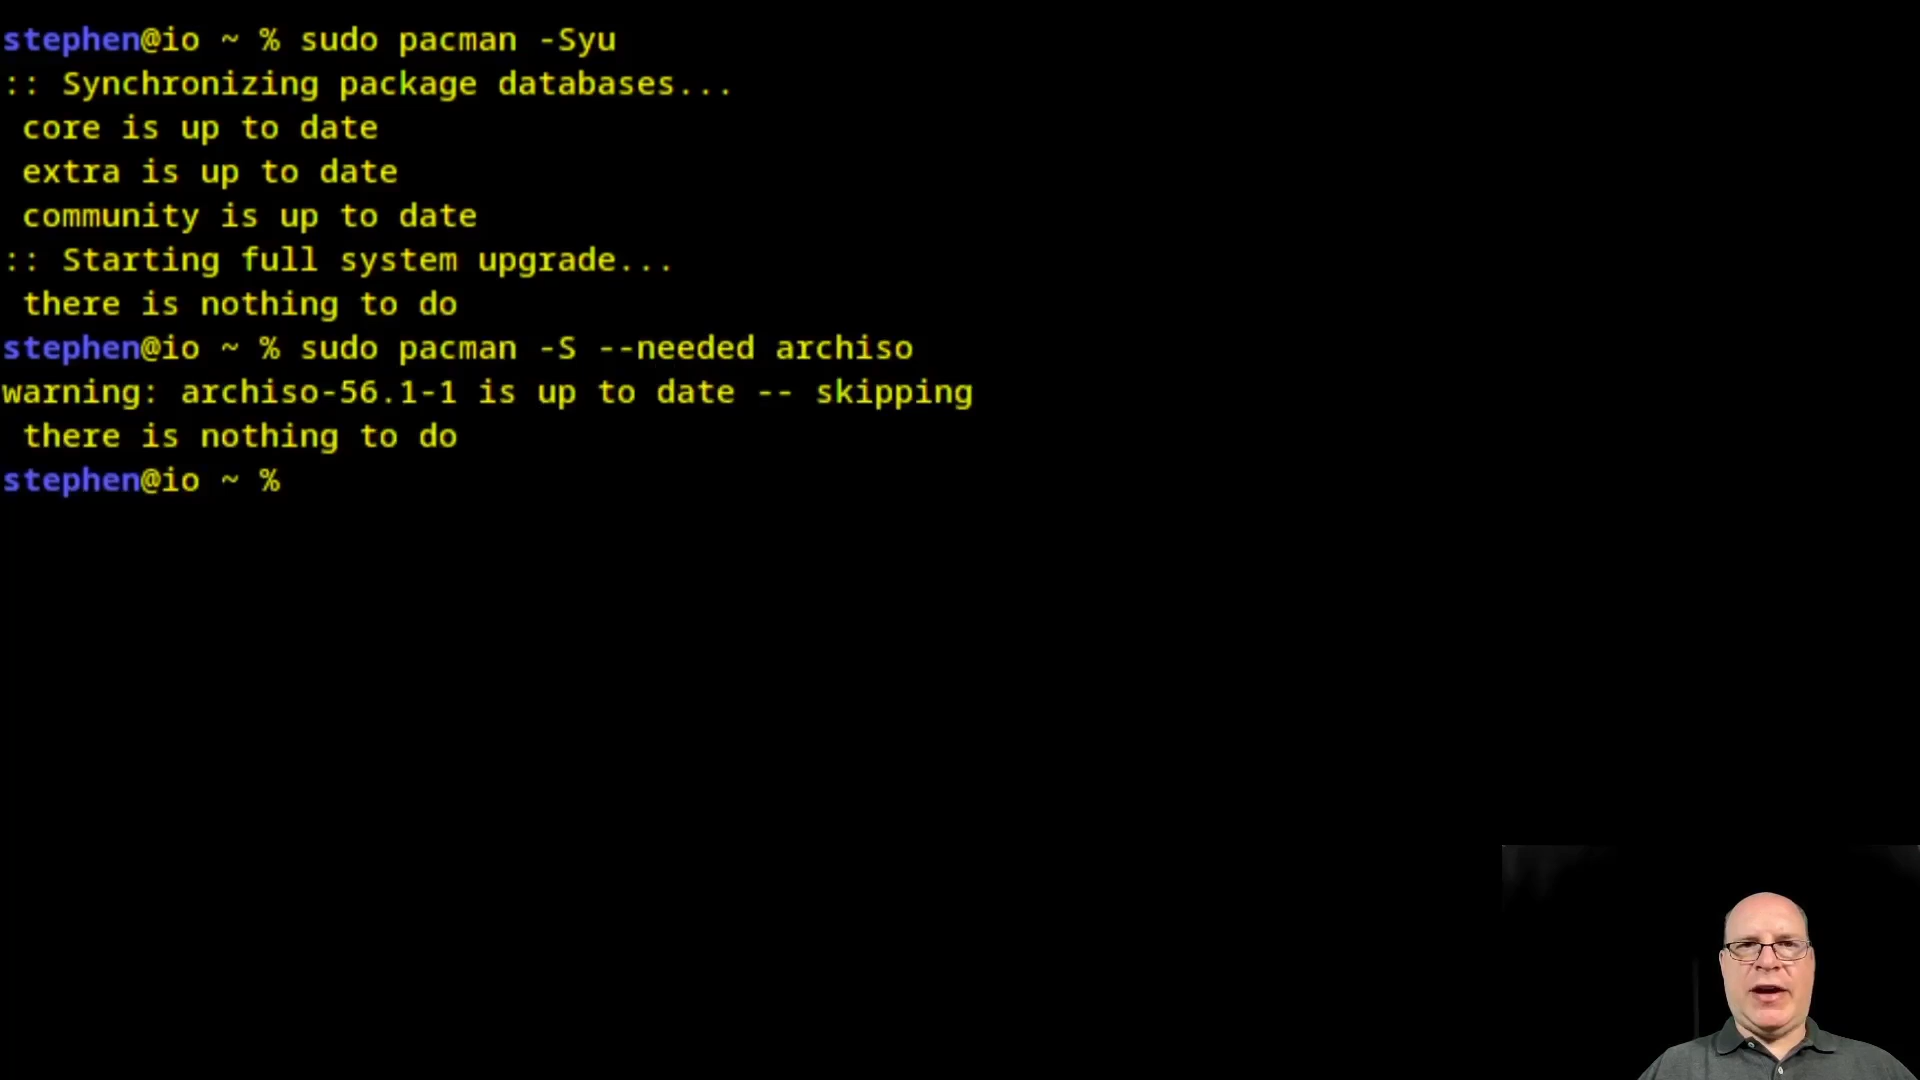 stephen@io ~ % sudo pacman -Syu
:: Synchronizing package databases...
 core is up to date
 extra is up to date
 community is up to date
:: Starting full system upgrade...
 there is nothing to do
stephen@io ~ % sudo pacman -S --needed archiso
warning: archiso-56.1-1 is up to date -- skipping
 there is nothing to do
stephen@io ~ %